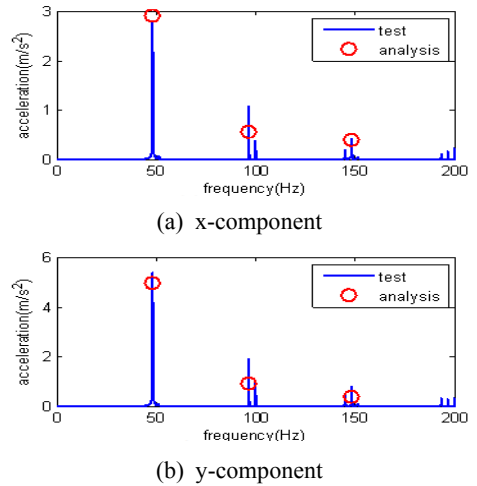 3
2
1
0
acceleration(m/s²)
test
analysis
0 50 100 150 200
frequency(Hz)
(a) x-component
6
4
2
0
acceleration(m/s²)
test
analysis
0 50 100 150 200
frequency(Hz)
(b) y-component